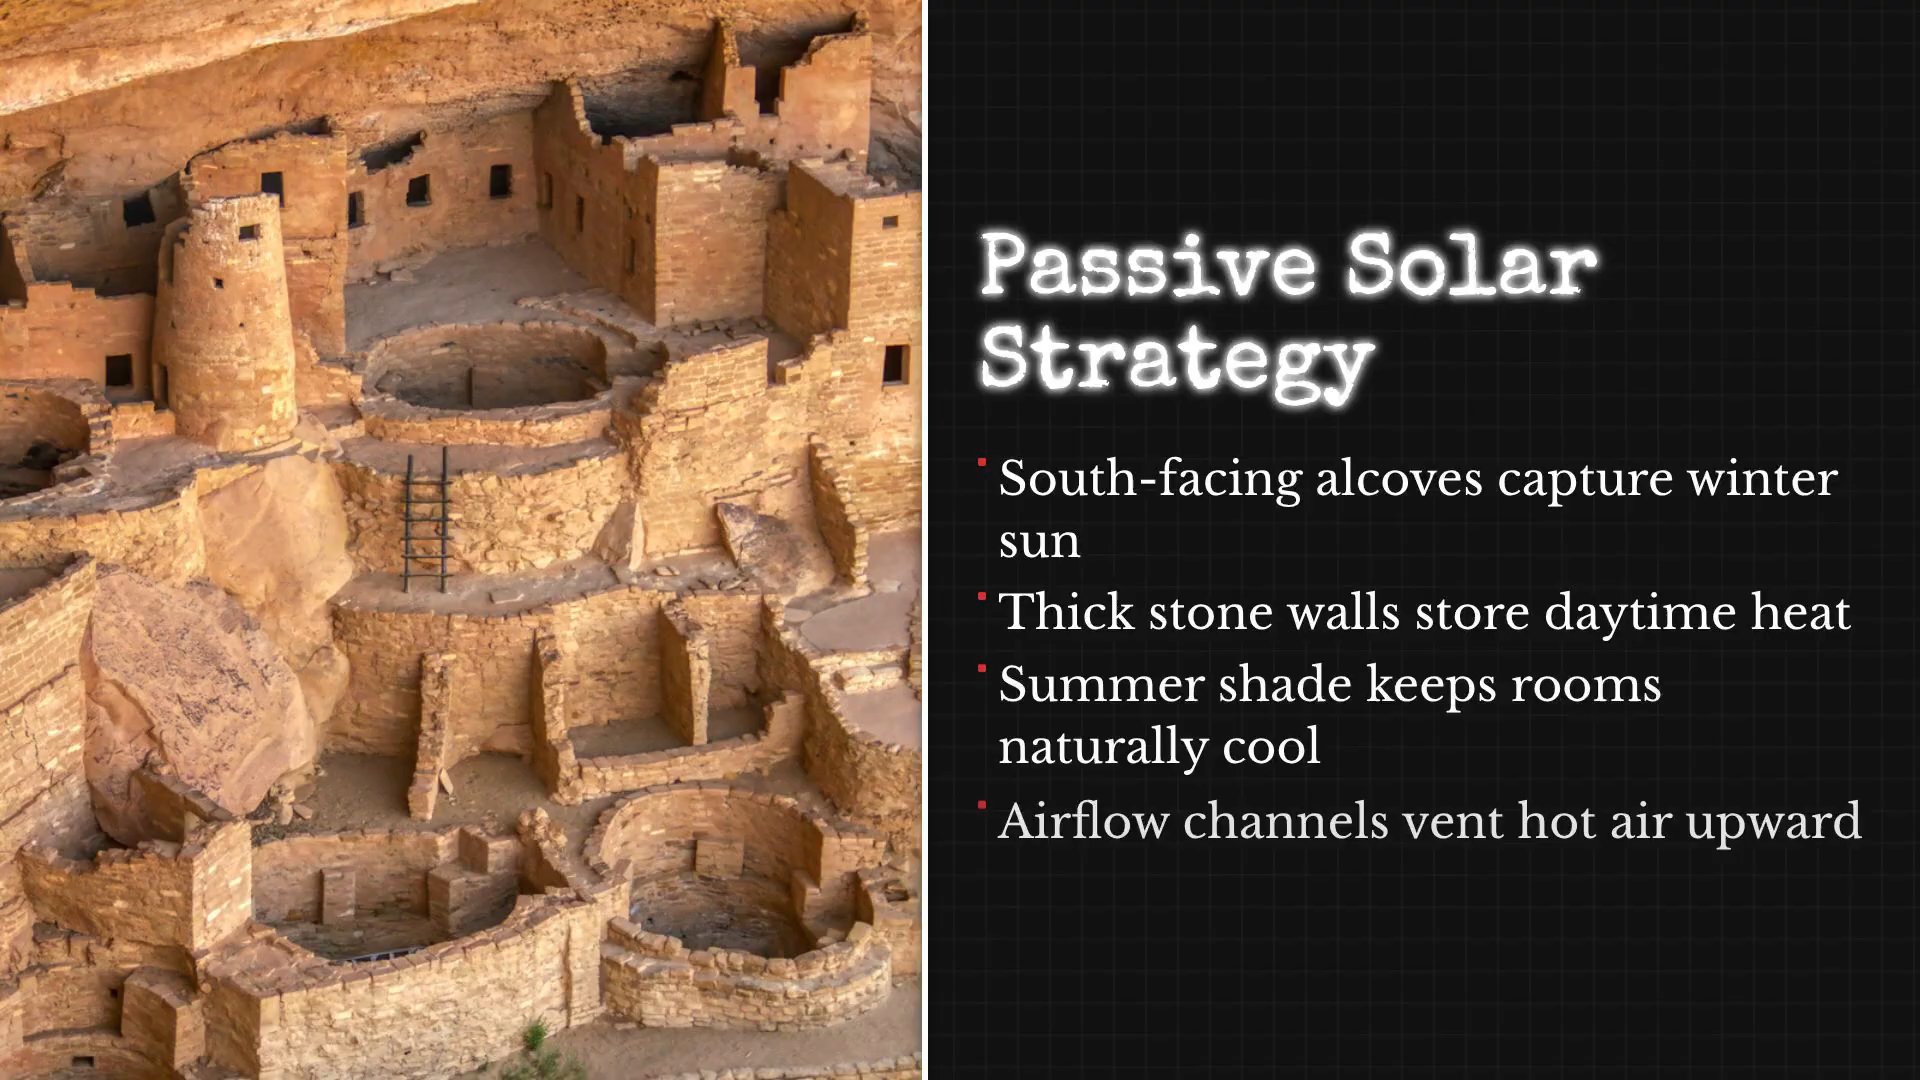 Passive Solar
Strategy
South-facing alcoves capture winter
sun
Thick stone walls store daytime heat
Summer shade keeps rooms
naturally cool
Airflow channels vent hot air upward